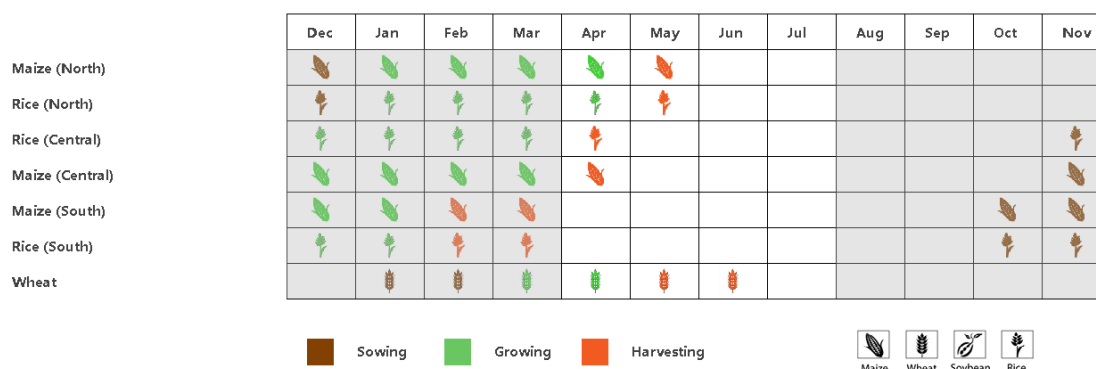 Dec Jan Feb Mar Apr May Jun Jul Aug Sep Oct Nov
Maize (North)
Rice (North)
Rice (Central)
Maize (Central)
Maize (South)
Rice (South)
Wheat
Sowing Growing Harvesting
Maize Wheat Soybean Rice